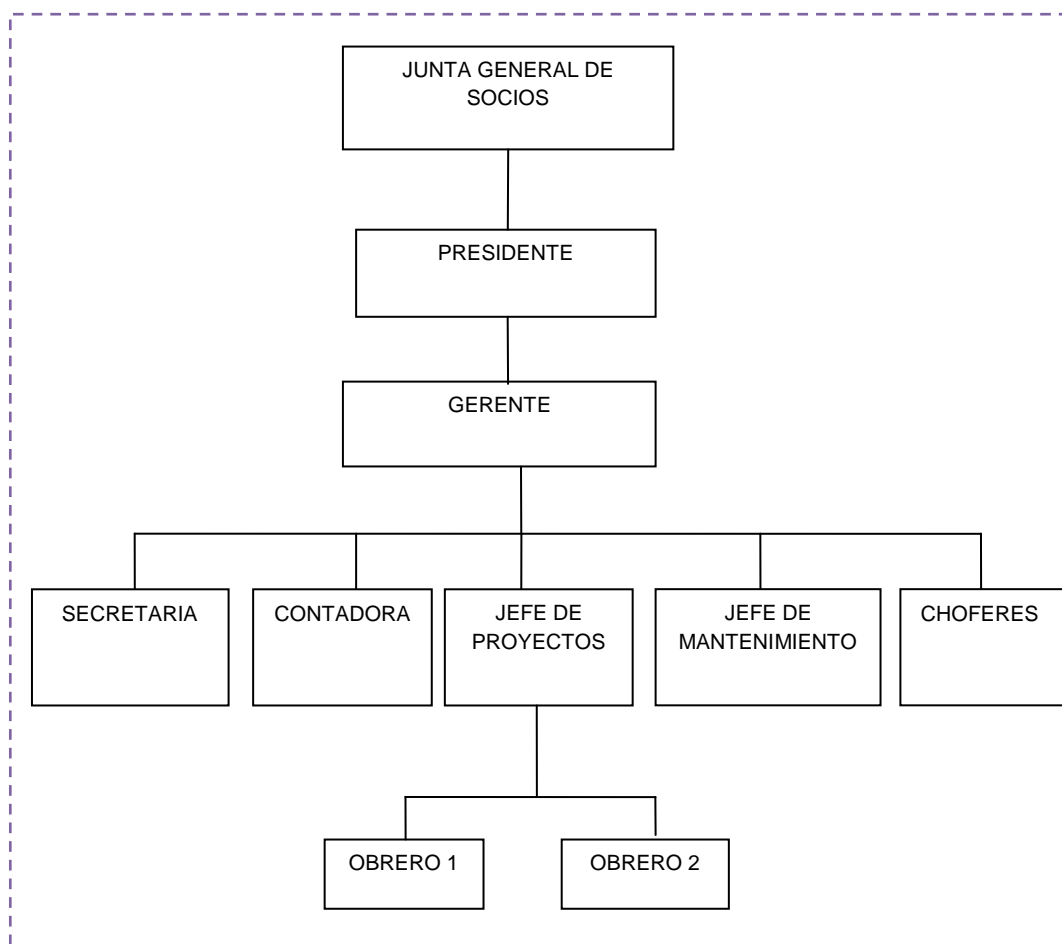 JUNTA GENERAL DE
SOCIOS
PRESIDENTE
GERENTE
SECRETARIA
CONTADORA
JEFE DE
PROYECTOS
JEFE DE
MANTENIMIENTO
CHOFERES
OBRERO 1
OBRERO 2